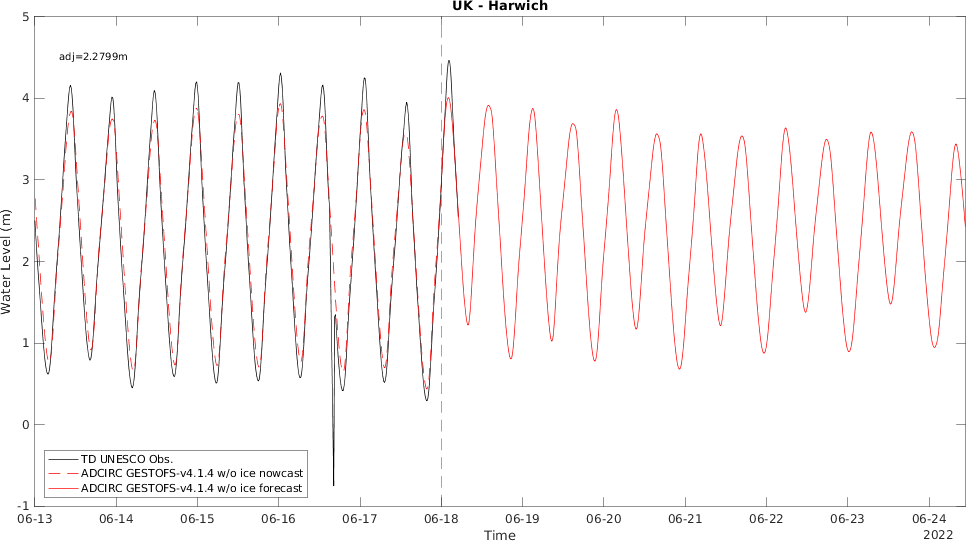 UK - Harwich
adj=2.2799m
5
4
3
2
1
0
-1
Water Level (m)
TD UNESCO Obs.
ADCIRC GESTOFS-v4.1.4 w/o ice nowcast
ADCIRC GESTOFS-v4.1.4 w/o ice forecast
06-13 06-14 06-15 06-16 06-17 06-18 06-19 06-20 06-21 06-22 06-23 06-24
Time
2022